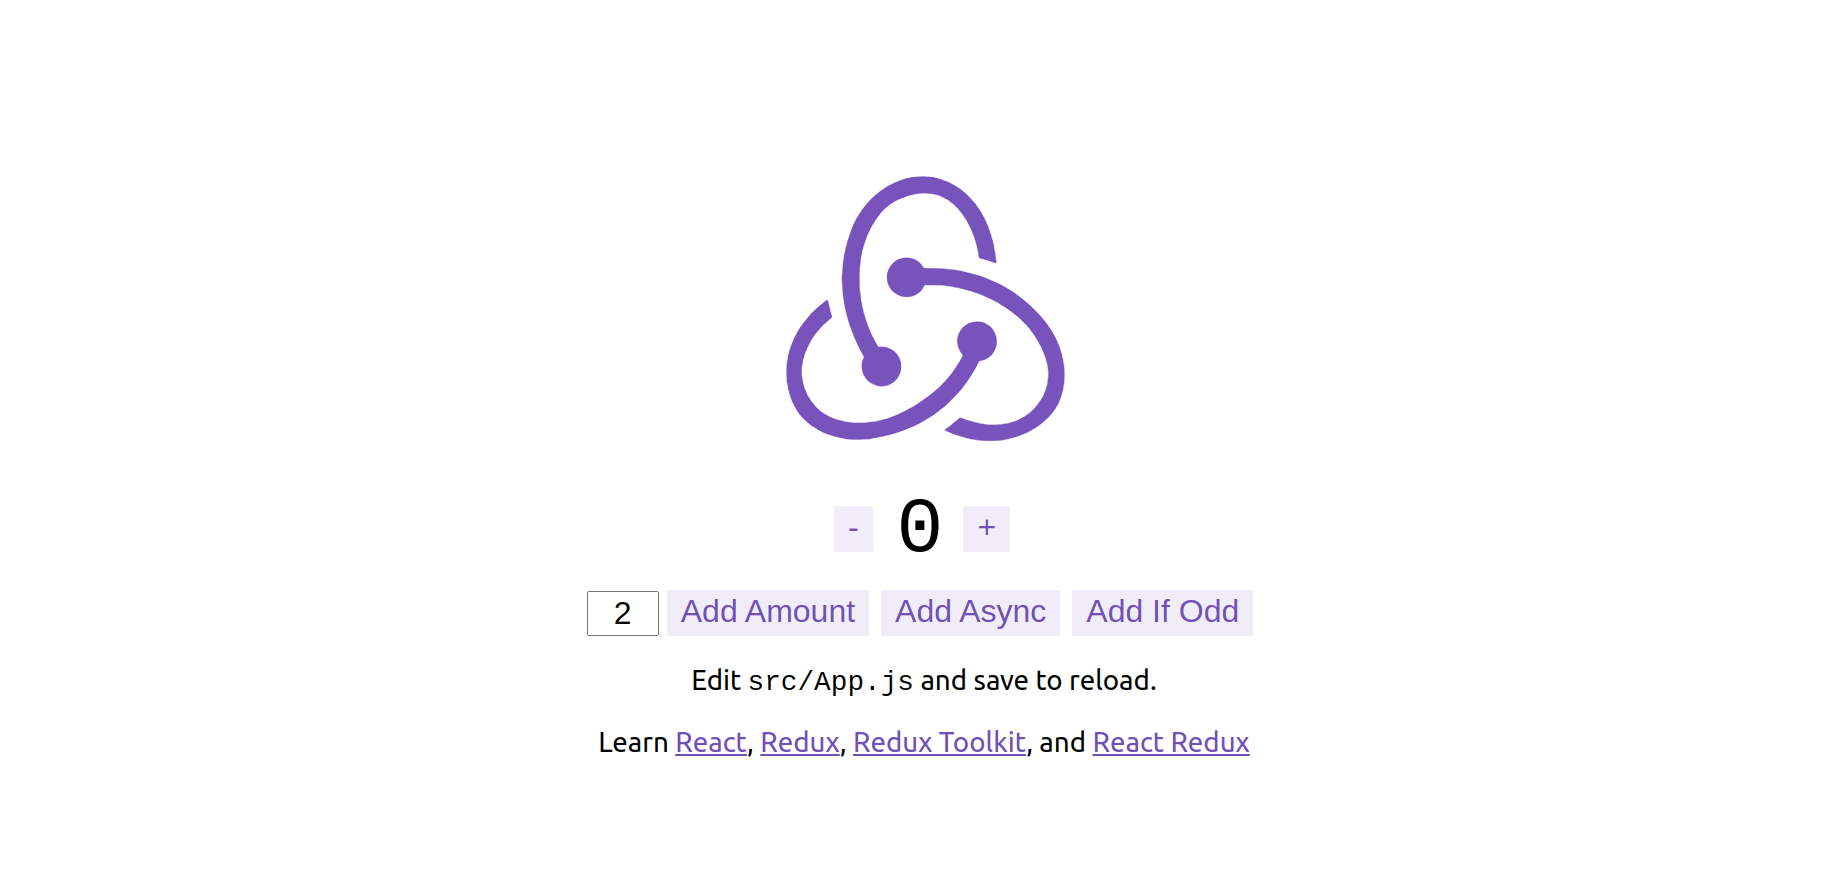 - 0 +
2 Add Amount Add Async Add If Odd
Edit src/App.js and save to reload.
Learn React, Redux, Redux Toolkit, and React Redux